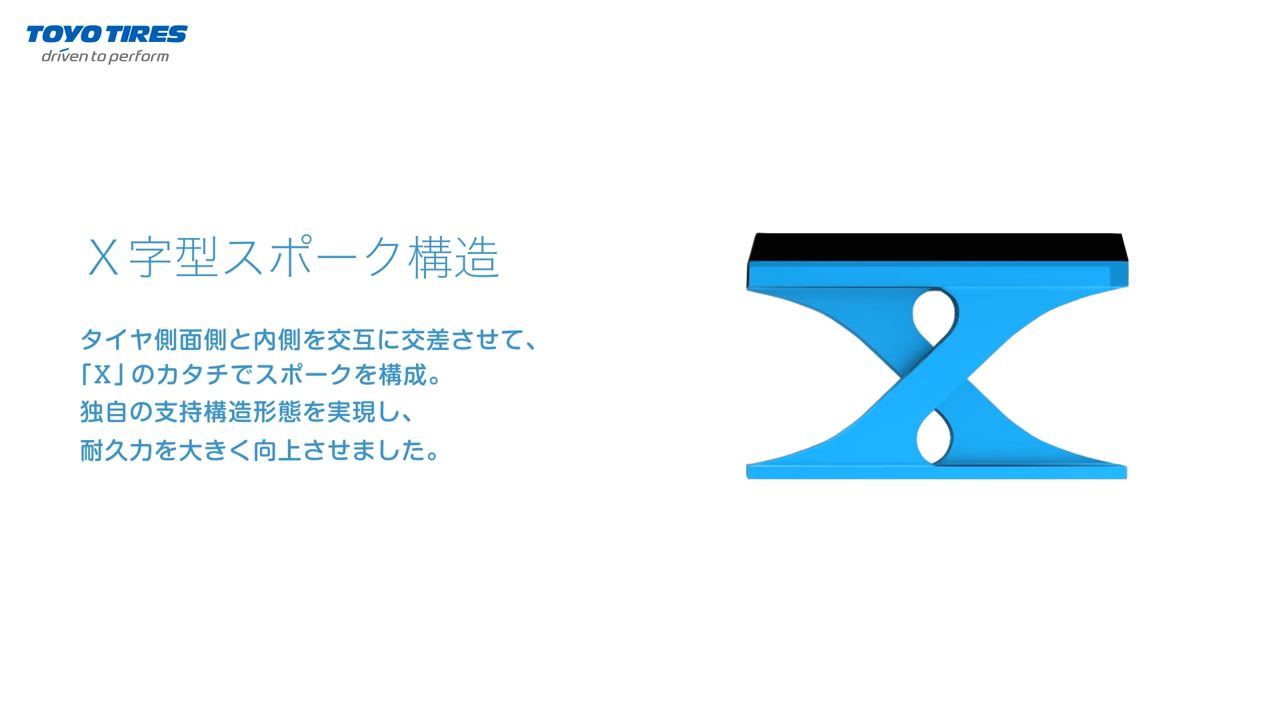 TOYO TIRES
driven to perform
X字型スポーク構造
タイヤ側面側と内側を交互に交差させて、
「X」のカタチでスポークを構成。
独自の支持構造形態を実現し、
耐久力を大きく向上させました。